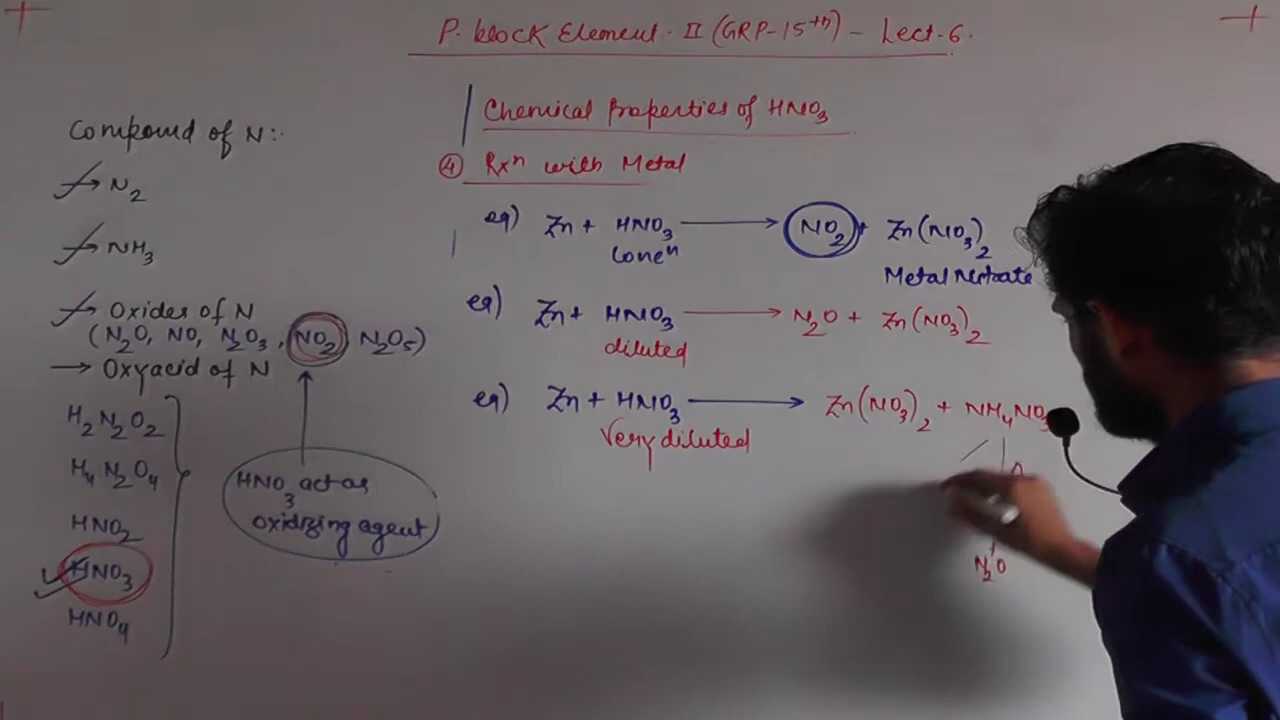 P. block Element - II (GRP-15th) - Lect-6.
Compound of N:-
→ N2
→ NH3
→ Oxides of N
(N2O, NO, N2O3, NO2, N2O5)
→ Oxyacid of N
H2N2O2
H4N2O4
HNO2
HNO3
HNO4
HNO3 act as
oxidizing agent
Chemical Properties of HNO3
④ Rxn with Metal
eg) Zn + HNO3 → NO2 + Zn(NO3)2
Concn
Metal Nitrate
eg) Zn + HNO3 → N2O + Zn(NO3)2
diluted
eg) Zn + HNO3 → Zn(NO3)2 + NH4NO3
Very diluted
N2O